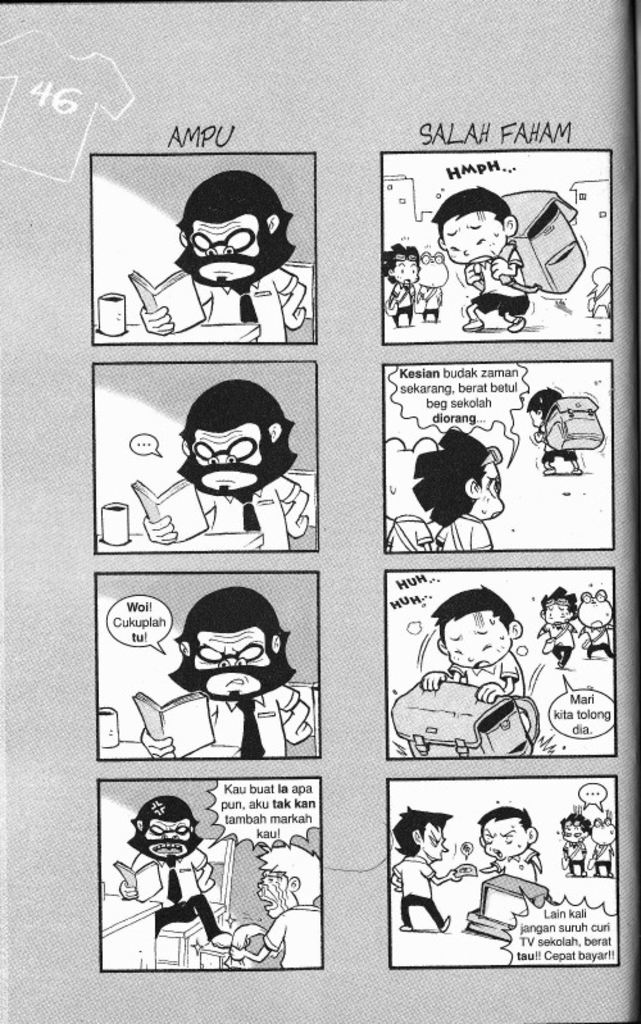 46
AMPU
...
Woi!
Cukuplah
tu!
Kau buat la apa
pun, aku tak kan
tambah markah
kau!
SALAH FAHAM
HMPH...
Kesian budak zaman
sekarang, berat betul
beg sekolah
diorang...
HUH...
HUH...
Mari
kita tolong
dia.
...
Lain kali
jangan suruh curi
TV sekolah, berat
tau!! Cepat bayar!!